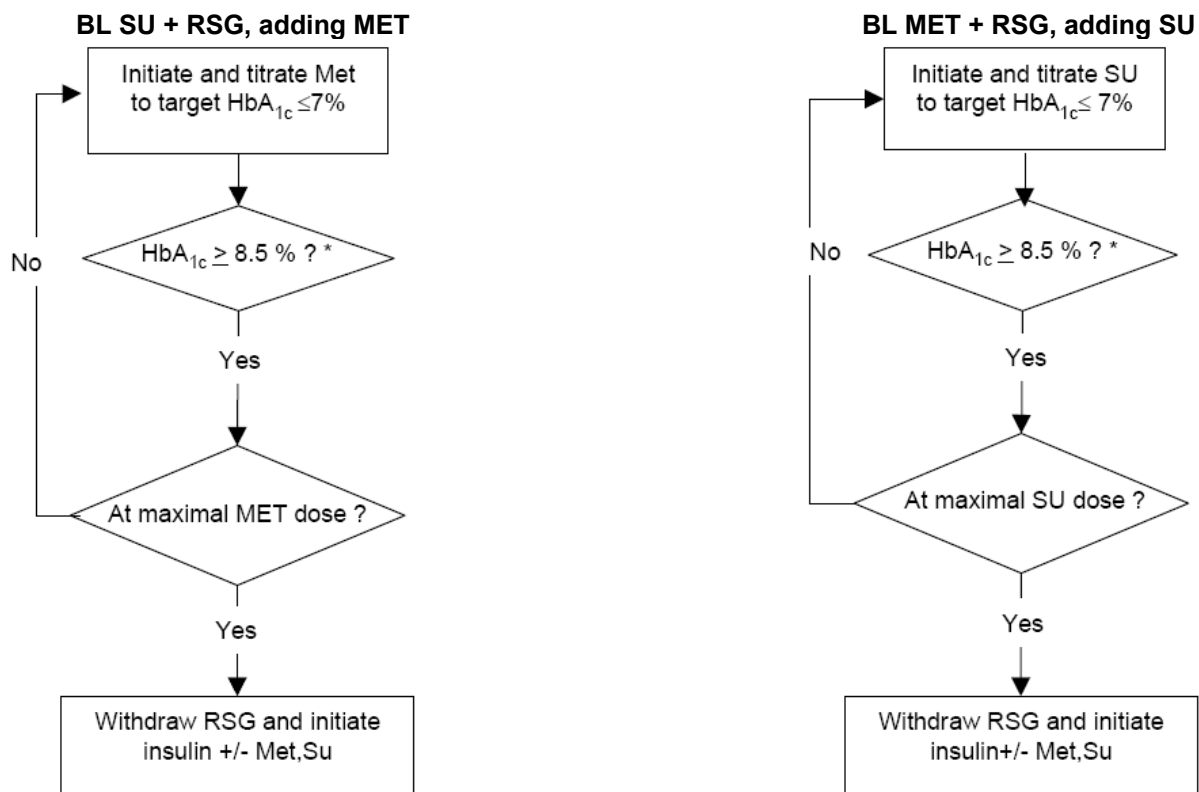 BL SU + RSG, adding MET
Initiate and titrate Met
to target HbA1c ≤7%
HbA1c ≥ 8.5 % ? *
No
Yes
At maximal MET dose ?
Yes
Withdraw RSG and initiate
insulin +/- Met,Su
BL MET + RSG, adding SU
Initiate and titrate SU
to target HbA1c≤ 7%
HbA1c ≥ 8.5 % ? *
No
Yes
At maximal SU dose ?
Yes
Withdraw RSG and initiate
insulin+/- Met,Su